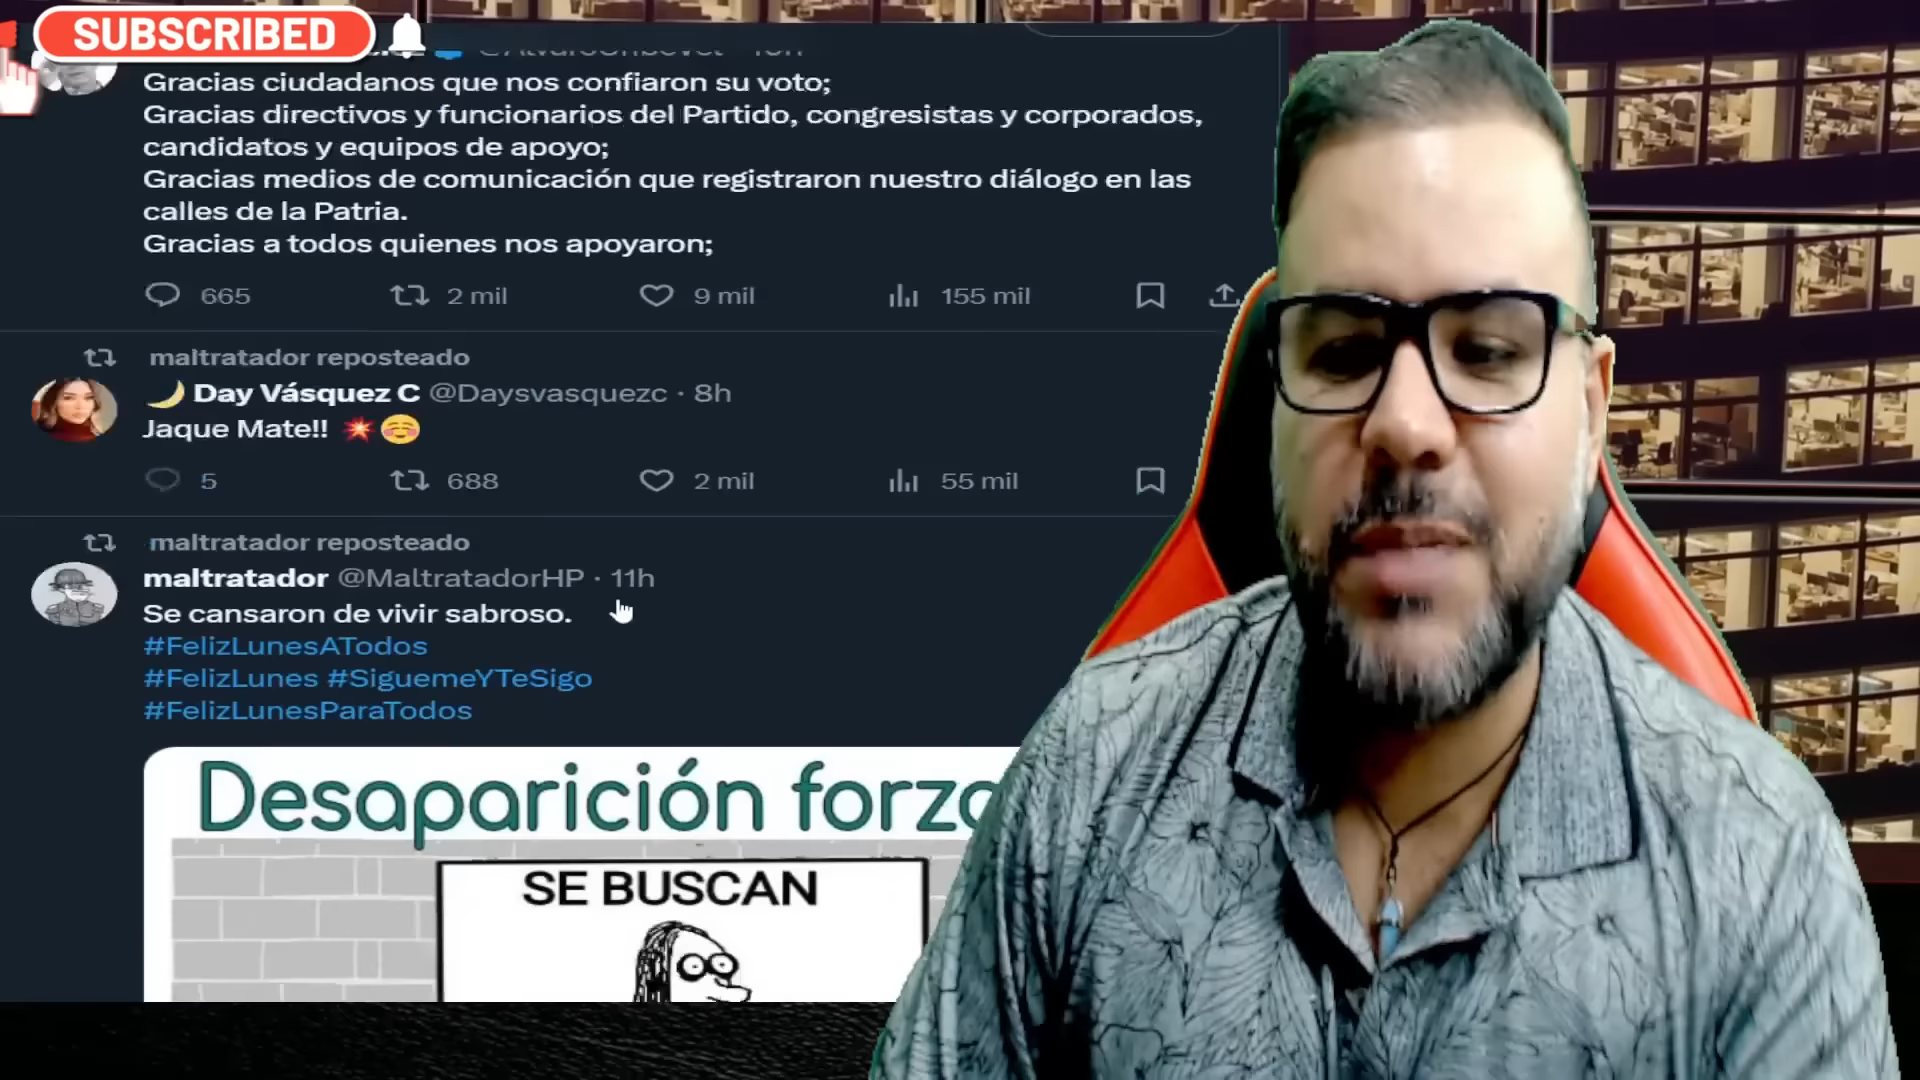 SUBSCRIBED
Gracias ciudadanos que nos confiaron su voto;
Gracias directivos y funcionarios del Partido, congresistas y corporados,
candidatos y equipos de apoyo;
Gracias medios de comunicación que registraron nuestro diálogo en las
calles de la Patria.
Gracias a todos quienes nos apoyaron;
665 2 mil 9 mil 155 mil
maltratador reposteado
Day Vásquez C @Daysvasquezc · 8h
Jaque Mate!!
5 688 2 mil 55 mil
maltratador reposteado
maltratador @MaltratadorHP · 11h
Se cansaron de vivir sabroso.
#FelizLunesATodos
#FelizLunes #SiguemeYTeSigo
#FelizLunesParaTodos
Desaparición forza
SE BUSCAN